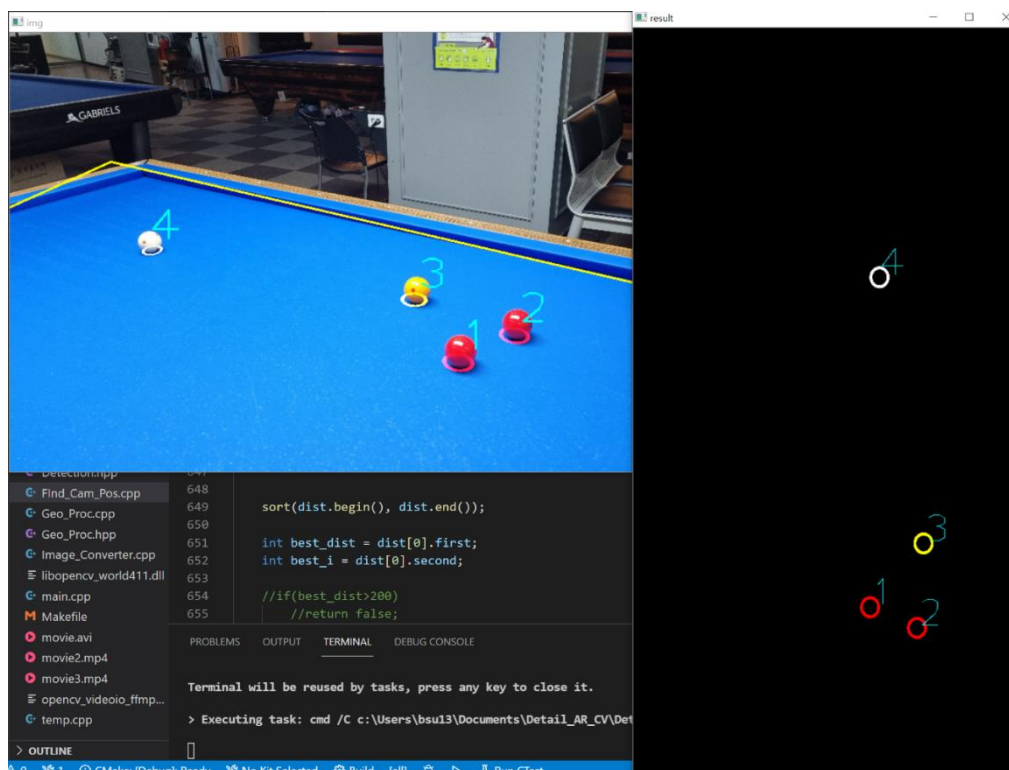 img
result
GABRIELS
4
3
2
1
4
3
1
2
Detection.hpp
FInd_Cam_Pos.cpp
Geo_Proc.cpp
Geo_Proc.hpp
Image_Converter.cpp
libopencv_world411.dll
main.cpp
Makefile
movie.avi
movie2.mp4
movie3.mp4
opencv_videoio_ffmp...
temp.cpp
OUTLINE
647
648
649 sort(dist.begin(), dist.end());
650
651 int best_dist = dist[0].first;
652 int best_i = dist[0].second;
653
654 //if(best_dist>200)
655 //return false;
PROBLEMS OUTPUT TERMINAL DEBUG CONSOLE
Terminal will be reused by tasks, press any key to close it.
> Executing task: cmd /C c:\Users\bsu13\Documents\Detail_AR_CV\Det